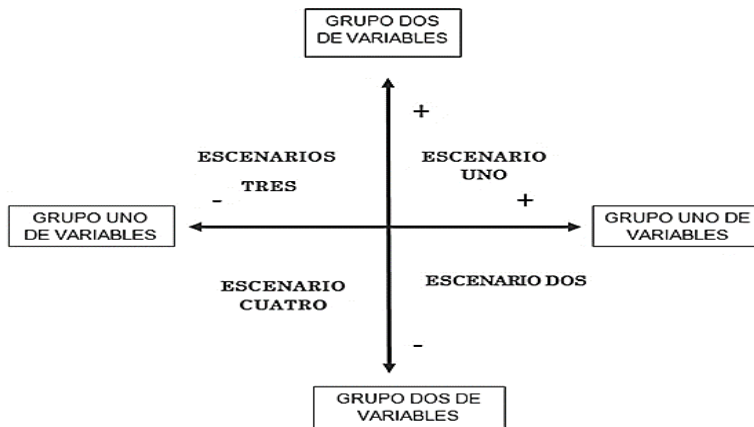 GRUPO DOS
DE VARIABLES
+
ESCENARIOS
TRES
-
ESCENARIO
UNO
+
GRUPO UNO
DE VARIABLES
GRUPO UNO DE
VARIABLES
ESCENARIO
CUATRO
ESCENARIO DOS
-
GRUPO DOS DE
VARIABLES